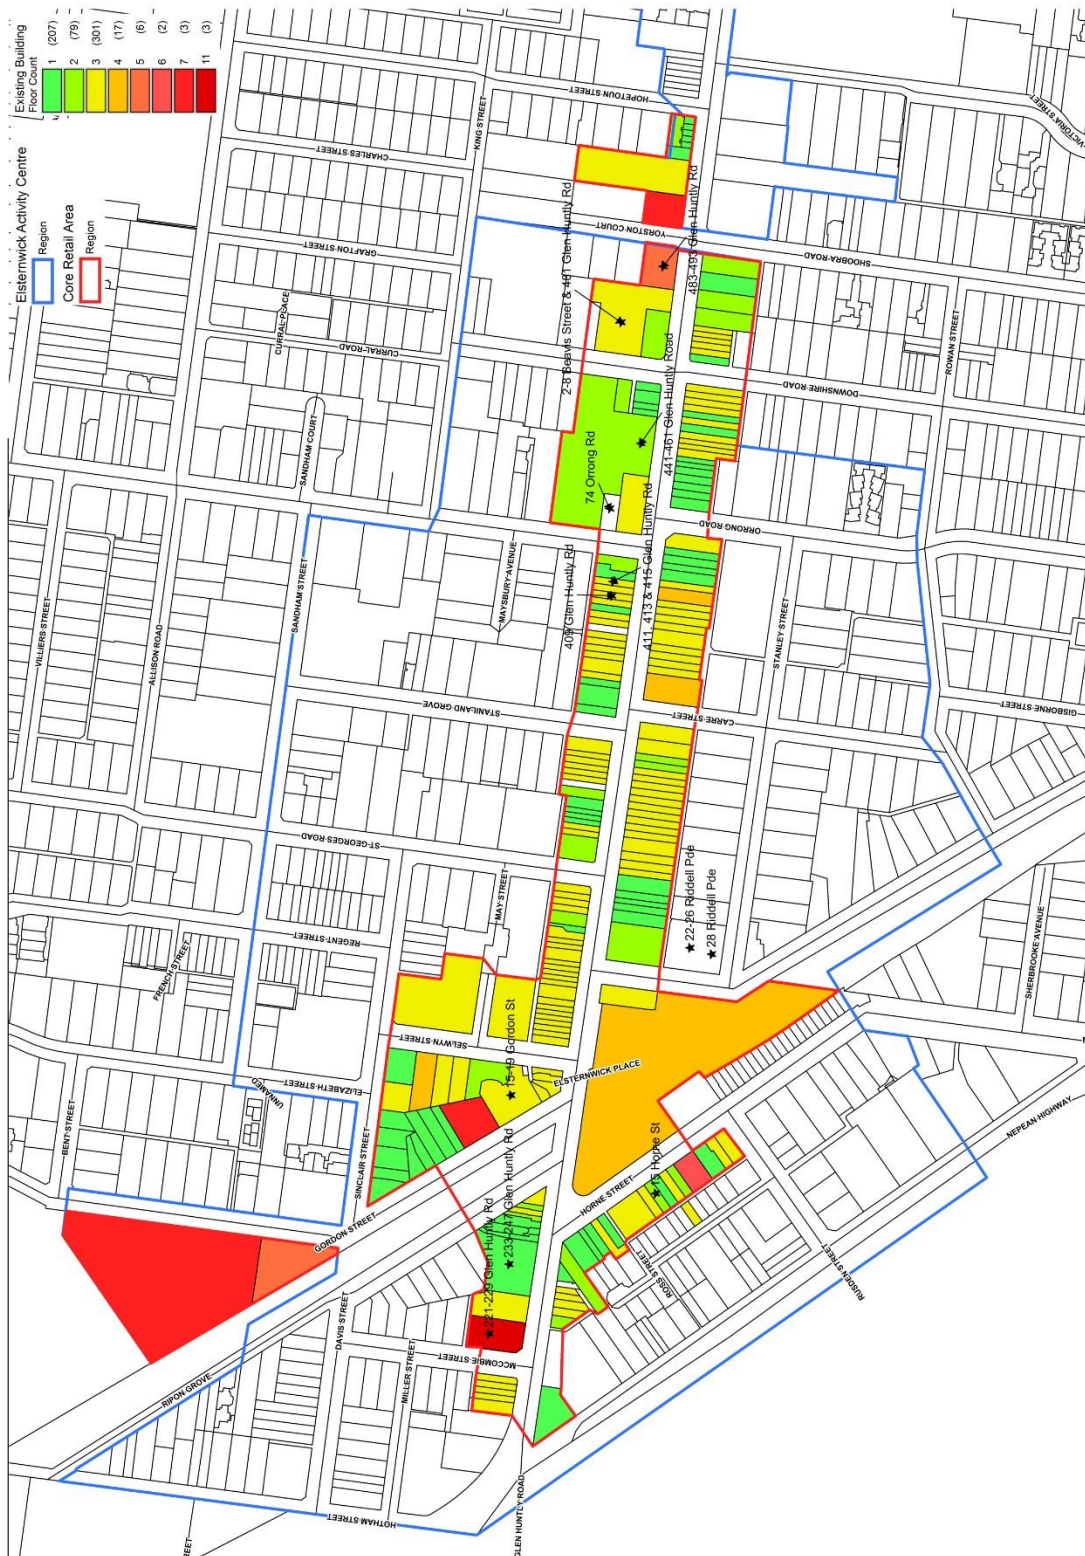 Elsternwick Activity Centre
Region
Core Retail Area
Region
Existing Building
Floor Count
1 (207)
2 (79)
3 (301)
4 (17)
5 (6)
6 (2)
7 (3)
11 (3)
VILLIERS STREET
ALLISON ROAD
CHARLES STREET
KING STREET
HOPETOUN STREET
GRAFTON STREET
CURRAL PLACE
CURRAL ROAD
SANDHAM COURT
SANDHAM STREET
MAYSBURY AVENUE
STANILAND GROVE
ST GEORGES ROAD
MAY STREET
REGENT STREET
FRENCH STREET
SELWYN STREET
ELIZABETH STREET
UNNAMED
BENT STREET
SINCLAIR STREET
GORDON STREET
RIPON GROVE
DAVIS STREET
MILLER STREET
MCCOMBIE STREET
HOTHAM STREET
REET
GLEN HUNTLY ROAD
2-8 Beavis Street & 461 Glen Huntly Rd
483-493 Glen Huntly Rd
441-461 Glen Huntly Road
74 Orrong Rd
409 Glen Huntly Rd
411, 413 & 415 Glen Huntly Rd
22-26 Riddell Pde
28 Riddell Pde
15-19 Gordon St
233-247 Glen Huntly Rd
221-229 Glen Huntly Rd
15 Horne St
YORSTON COURT
SHOOBRA ROAD
VICTORIA STREET
DOWNSHIRE ROAD
ROWAN STREET
ORRONG ROAD
STANLEY STREET
CARRE STREET
GISBORNE STREET
ELSTERNWICK PLACE
HORNE STREET
ROSS STREET
RUSDEN STREET
NEPEAN HIGHWAY
SHERBROOKE AVENUE